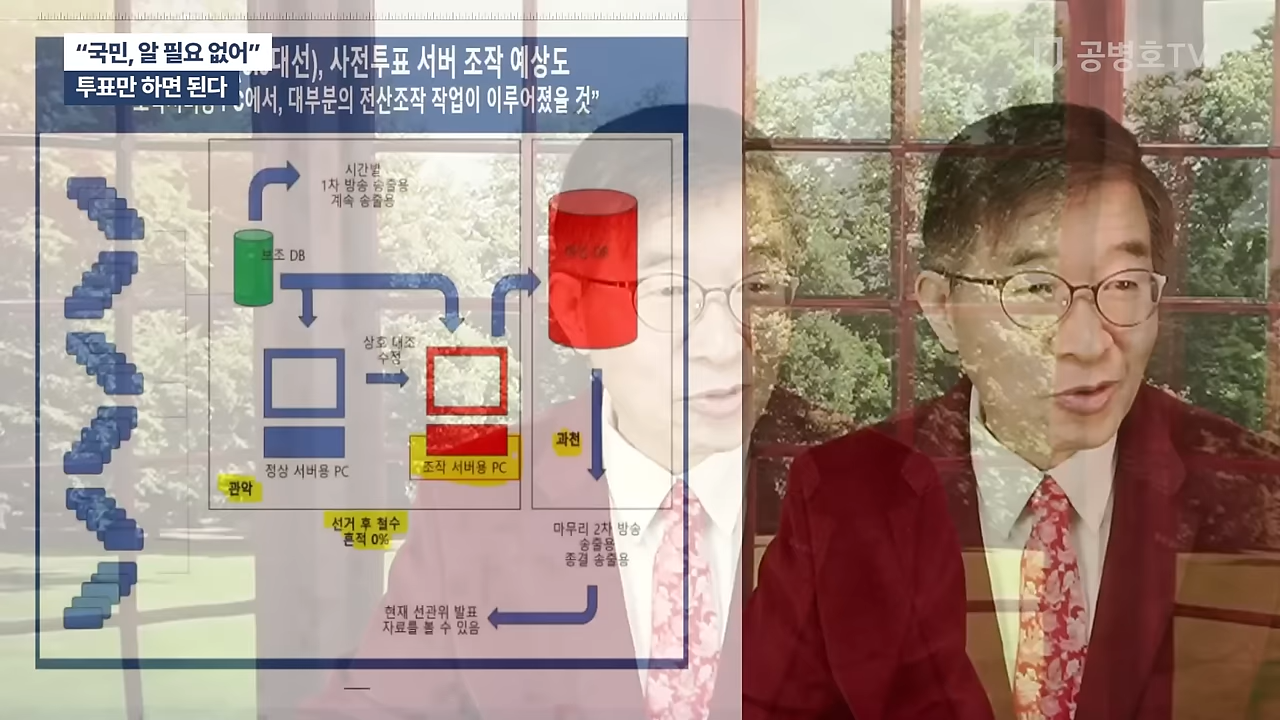 “국민, 알 필요 없어”
투표만 하면 된다
대선), 사전투표 서버 조작 예상도
에서, 대부분의 전산조작 작업이 이루어졌을 것”
공병호TV
시간별
1차 방송 송출용
계속 송출용
보조 DB
상호 대조
수정
정상 서버용 PC
조작 서버용 PC
관악
과천
선거 후 철수
흔적 0%
마무리 2차 방송
송출용
종결 송출용
현재 선관위 발표
자료를 볼 수 있음